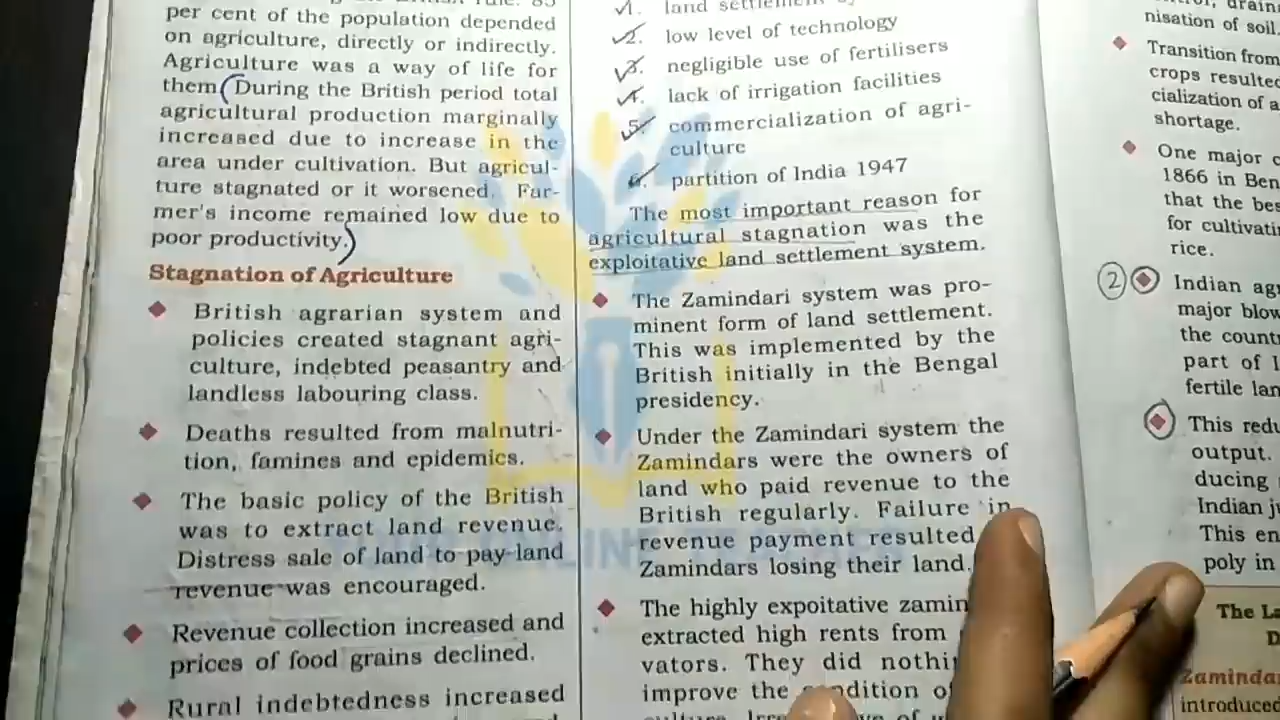 per cent of the population depended
on agriculture, directly or indirectly.
Agriculture was a way of life for
them (During the British period total
agricultural production marginally
increased due to increase in the
area under cultivation. But agricul-
ture stagnated or it worsened. Far-
mer's income remained low due to
poor productivity.)
Stagnation of Agriculture
British agrarian system and
policies created stagnant agri-
culture, indebted peasantry and
landless labouring class.
Deaths resulted from malnutri-
tion, famines and epidemics.
The basic policy of the British
was to extract land revenue.
Distress sale of land to pay land
revenue was encouraged.
Revenue collection increased and
prices of food grains declined.
Rural indebtedness increased
1. land
2. low level of technology
3. negligible use of fertilisers
4. lack of irrigation facilities
5. commercialization of agri-
culture
6. partition of India 1947
The most important reason for
agricultural stagnation was the
exploitative land settlement system.
The Zamindari system was pro-
minent form of land settlement.
This was implemented by the
British initially in the Bengal
presidency.
Under the Zamindari system the
Zamindars were the owners of
land who paid revenue to the
British regularly. Failure in
revenue payment resulted
Zamindars losing their land.
The highly expoitative zamin
extracted high rents from
vators. They did nothi
improve the condition o
nisation of soil.
Transition from
crops resulted
cialization of a
shortage.
One major c
1866 in Ben
that the bes
for cultivati
rice.
2 Indian ag
major blow
the count
part of
fertile lan
This redu
output.
ducing
Indian j
This en
poly in
The La
D
Zaminda
introduced